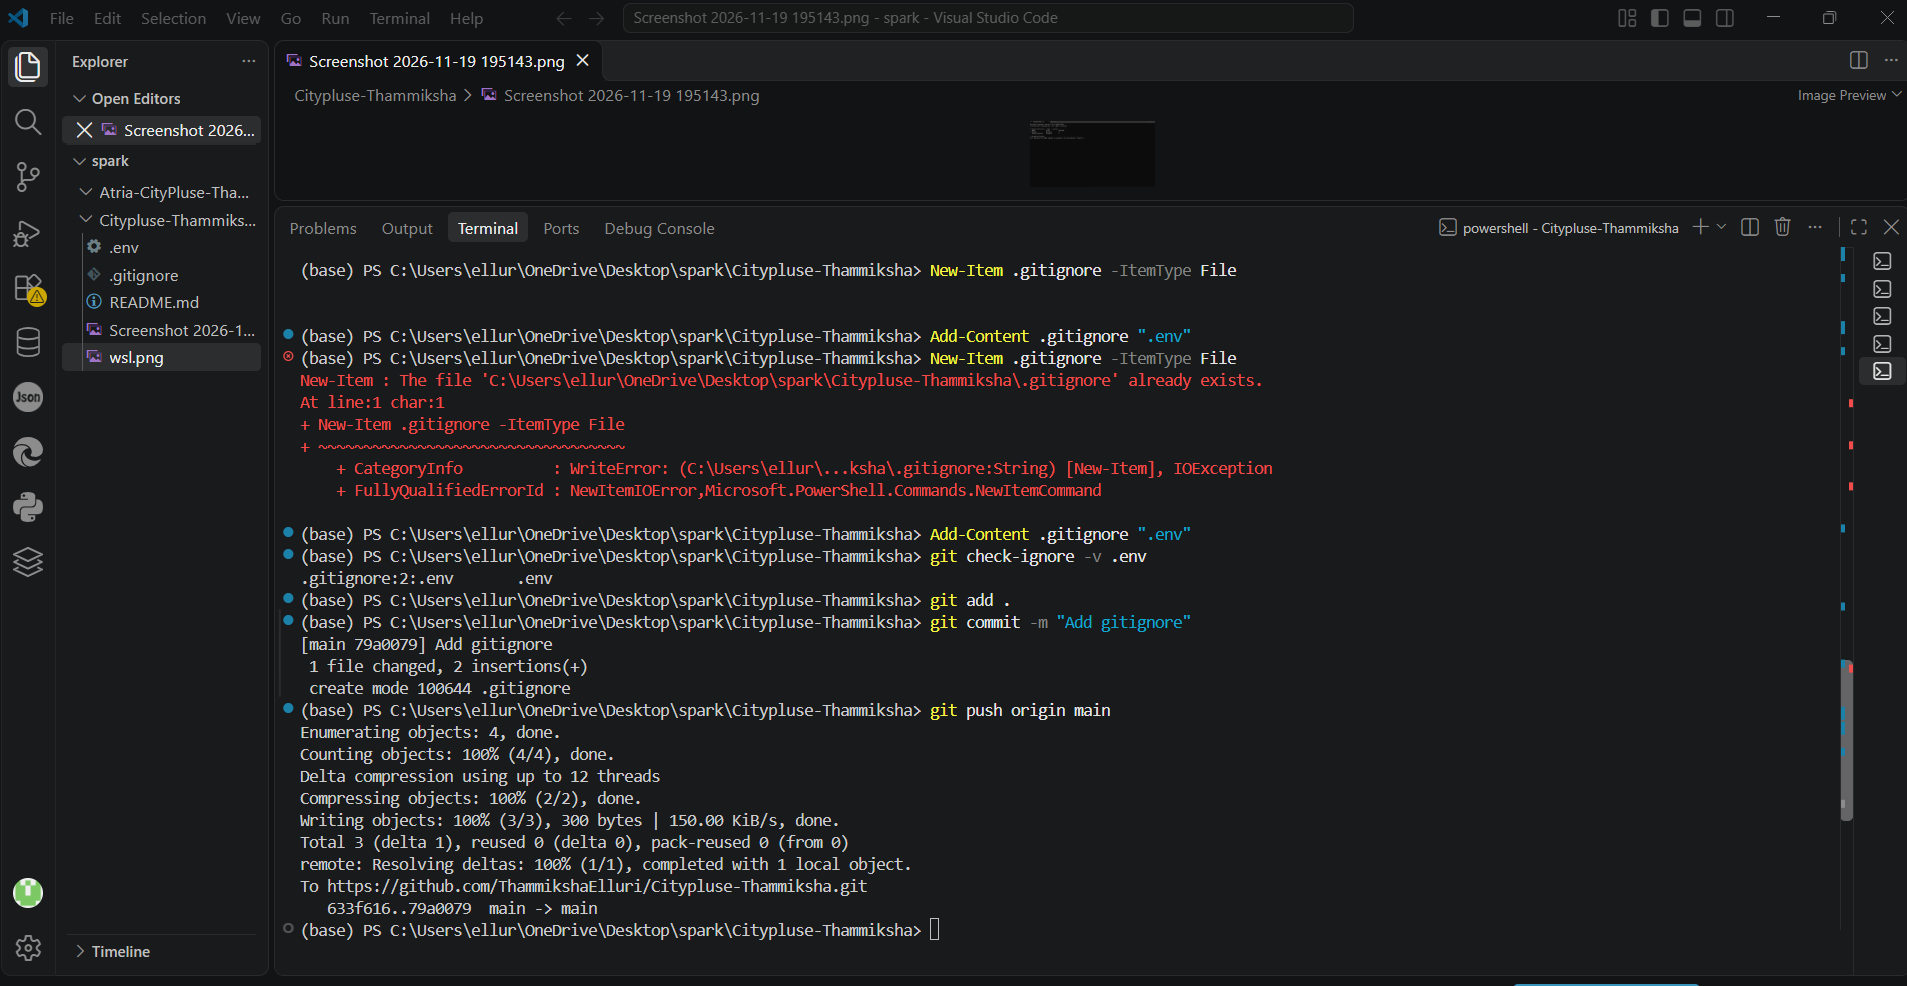 File Edit Selection View Go Run Terminal Help
Screenshot 2026-11-19 195143.png - spark - Visual Studio Code
Explorer
Open Editors
Screenshot 2026...
spark
Atria-CityPluse-Tha...
Citypluse-Thammiks...
.env
.gitignore
README.md
Screenshot 2026-1...
wsl.png
Json
Timeline
Screenshot 2026-11-19 195143.png
Citypluse-Thammiksha > Screenshot 2026-11-19 195143.png
Image Preview
Problems Output Terminal Ports Debug Console
powershell - Citypluse-Thammiksha
(base) PS C:\Users\ellur\OneDrive\Desktop\spark\Citypluse-Thammiksha> New-Item .gitignore -ItemType File
(base) PS C:\Users\ellur\OneDrive\Desktop\spark\Citypluse-Thammiksha> Add-Content .gitignore ".env"
(base) PS C:\Users\ellur\OneDrive\Desktop\spark\Citypluse-Thammiksha> New-Item .gitignore -ItemType File
New-Item : The file 'C:\Users\ellur\OneDrive\Desktop\spark\Citypluse-Thammiksha\.gitignore' already exists.
At line:1 char:1
+ New-Item .gitignore -ItemType File
+ ~~~~~~~~~~~~~~~~~~~~~~~~~~~~~~~~~~
+ CategoryInfo          : WriteError: (C:\Users\ellur\...ksha\.gitignore:String) [New-Item], IOException
+ FullyQualifiedErrorId : NewItemIOError,Microsoft.PowerShell.Commands.NewItemCommand
(base) PS C:\Users\ellur\OneDrive\Desktop\spark\Citypluse-Thammiksha> Add-Content .gitignore ".env"
(base) PS C:\Users\ellur\OneDrive\Desktop\spark\Citypluse-Thammiksha> git check-ignore -v .env
.gitignore:2:.env       .env
(base) PS C:\Users\ellur\OneDrive\Desktop\spark\Citypluse-Thammiksha> git add .
(base) PS C:\Users\ellur\OneDrive\Desktop\spark\Citypluse-Thammiksha> git commit -m "Add gitignore"
[main 79a0079] Add gitignore
1 file changed, 2 insertions(+)
create mode 100644 .gitignore
(base) PS C:\Users\ellur\OneDrive\Desktop\spark\Citypluse-Thammiksha> git push origin main
Enumerating objects: 4, done.
Counting objects: 100% (4/4), done.
Delta compression using up to 12 threads
Compressing objects: 100% (2/2), done.
Writing objects: 100% (3/3), 300 bytes | 150.00 KiB/s, done.
Total 3 (delta 1), reused 0 (delta 0), pack-reused 0 (from 0)
remote: Resolving deltas: 100% (1/1), completed with 1 local object.
To https://github.com/ThammikshaElluri/Citypluse-Thammiksha.git
633f616..79a0079  main -> main
(base) PS C:\Users\ellur\OneDrive\Desktop\spark\Citypluse-Thammiksha>